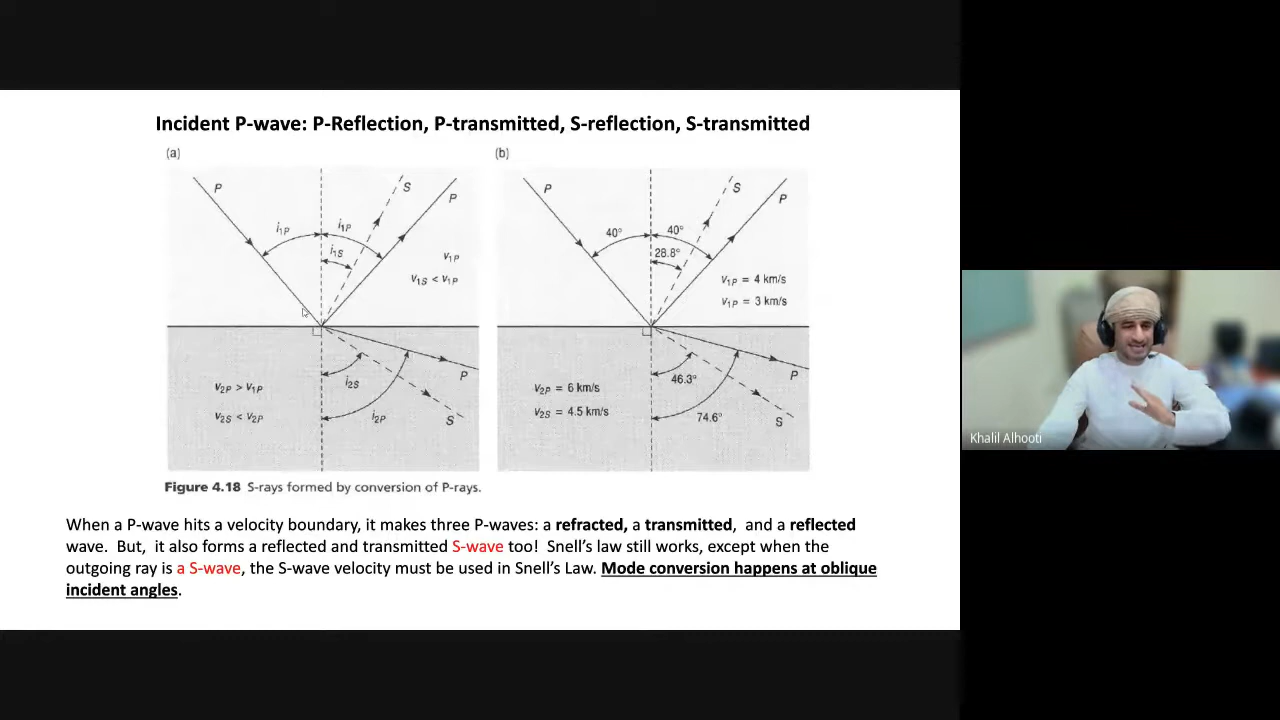 Incident P-wave: P-Reflection, P-transmitted, S-reflection, S-transmitted
(a)
P
S
P
i1P
i1P
i1S
v1P
v1S < v1P
v2P > v1P
v2S < v2P
i2S
i2P
P
S
(b)
P
S
P
40°
40°
28.8°
v1P = 4 km/s
v1P = 3 km/s
v2P = 6 km/s
v2S = 4.5 km/s
46.3°
74.6°
P
S
Figure 4.18 S-rays formed by conversion of P-rays.
When a P-wave hits a velocity boundary, it makes three P-waves: a refracted, a transmitted, and a reflected
wave. But, it also forms a reflected and transmitted S-wave too! Snell's law still works, except when the
outgoing ray is a S-wave, the S-wave velocity must be used in Snell's Law. Mode conversion happens at oblique
incident angles.
Khalil Alhooti